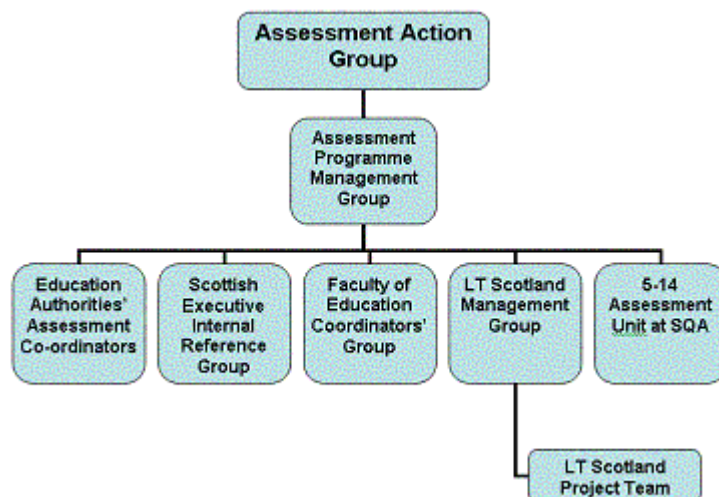 Assessment Action
Group
Assessment
Programme
Management
Group
Education
Authorities'
Assessment
Co-ordinators
Scottish
Executive
Internal
Reference
Group
Faculty of
Education
Coordinators'
Group
LT Scotland
Management
Group
5-14
Assessment
Unit at SQA
LT Scotland
Project Team